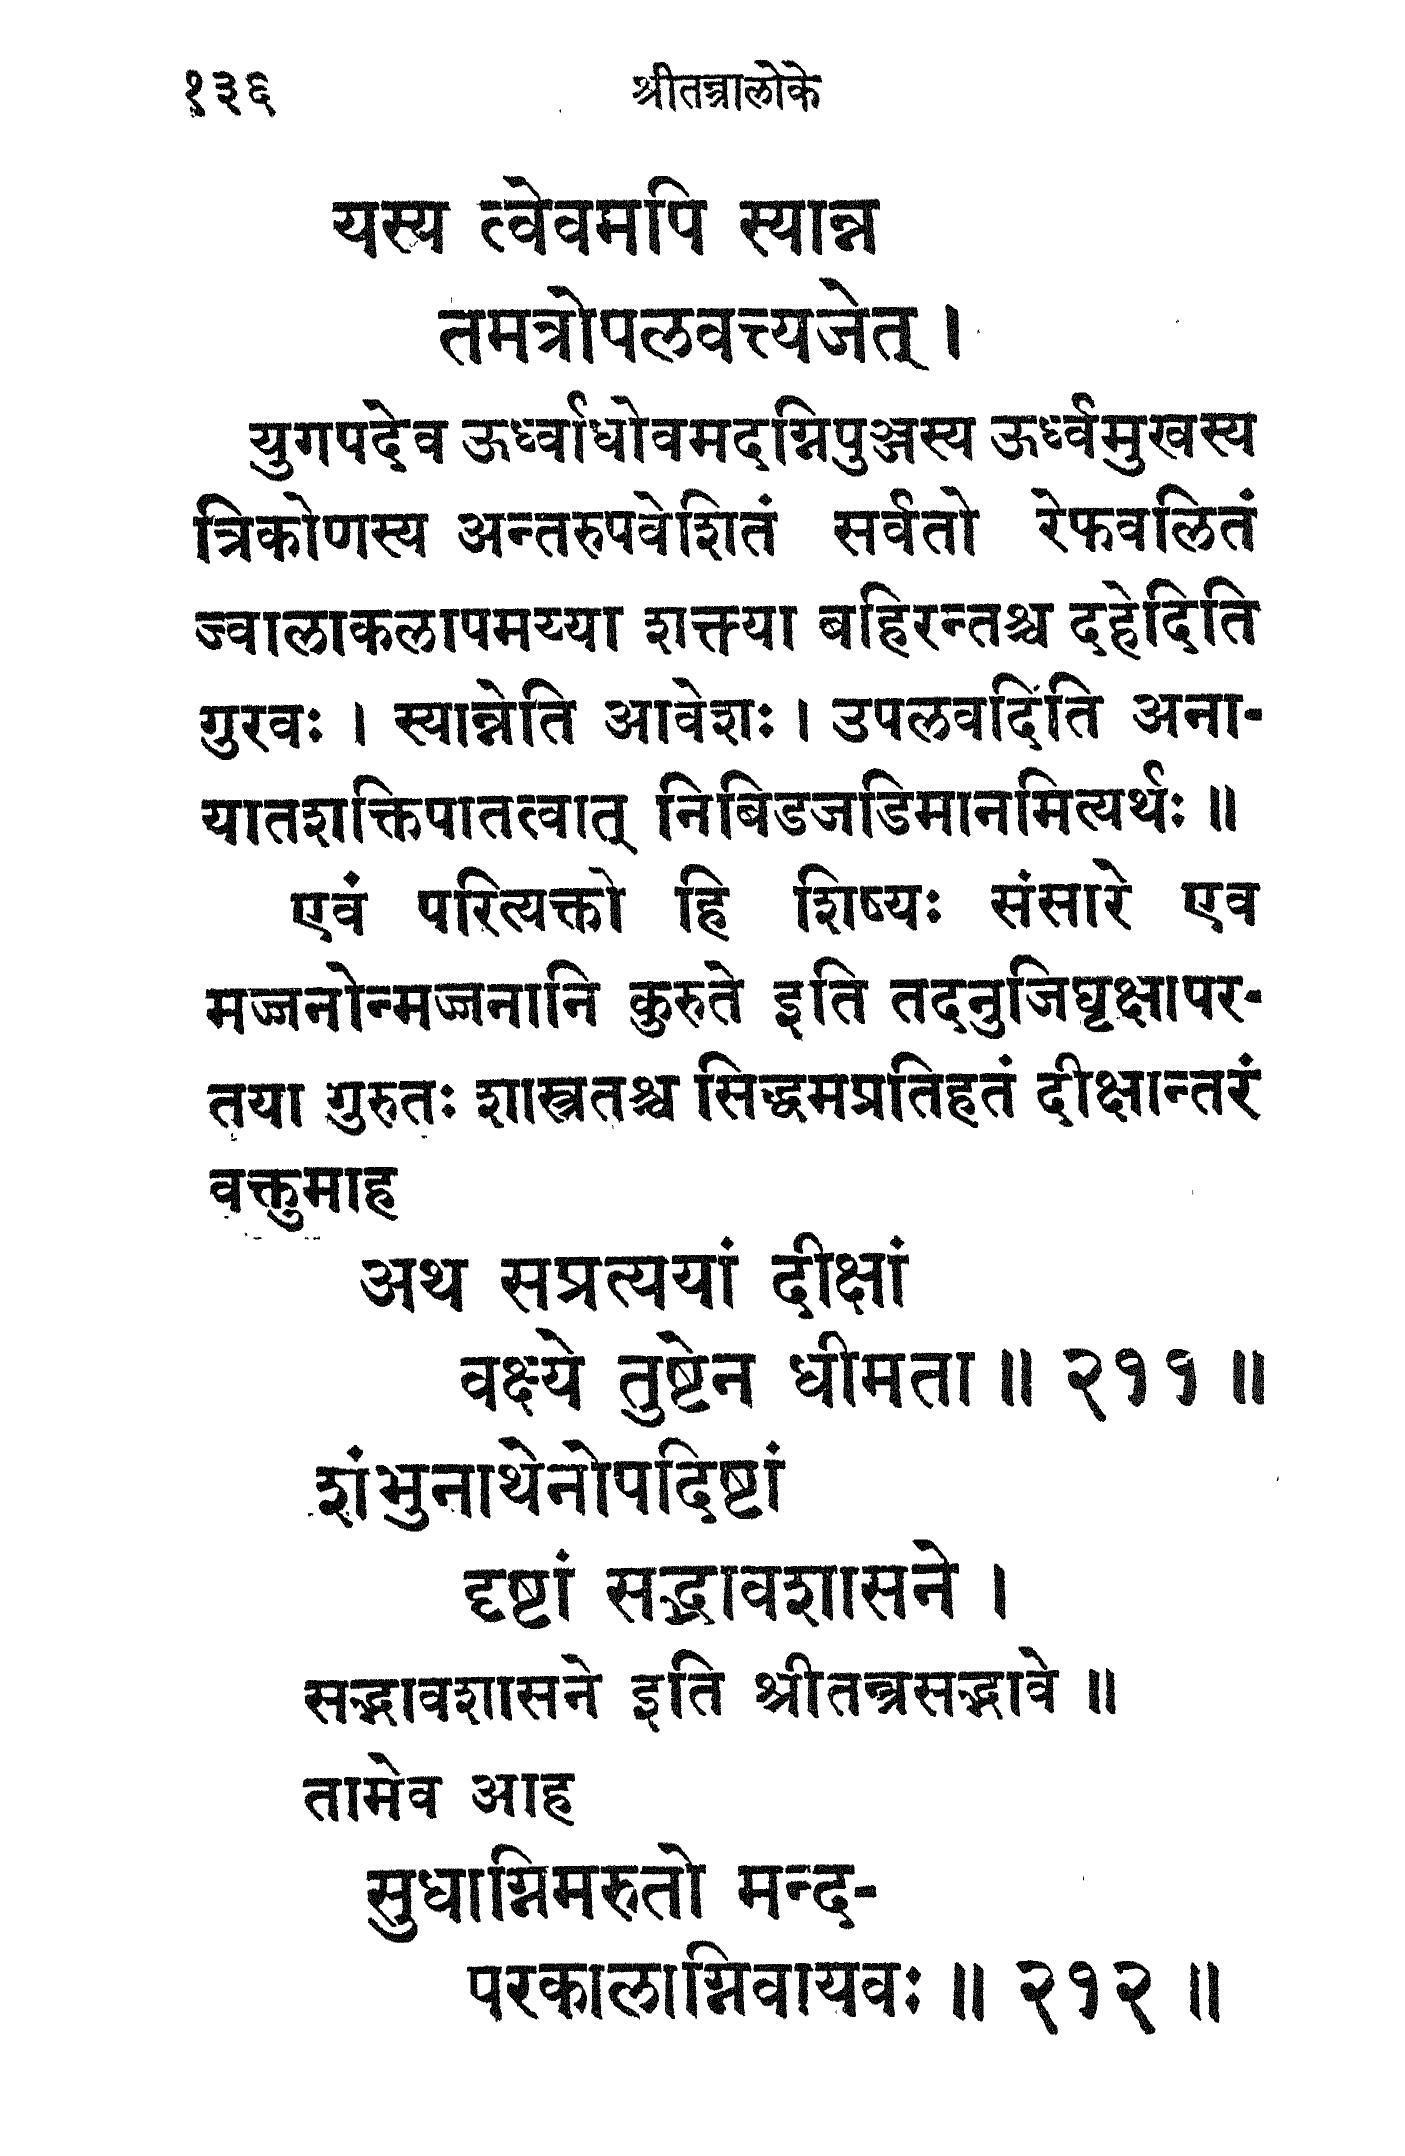 १३६ श्रीतन्त्रालोके
यस्य त्वेवमपि स्यान्न
तमत्रोपलवत्त्यजेत् ।
युगपदेव ऊर्ध्वाधोवमदग्निपुञ्जस्य ऊर्ध्वमुखस्य
त्रिकोणस्य अन्तरुपवेशितं सर्वतो रेफवलितं
ज्वालाकलापमय्या शक्त्या बहिरन्तश्च दहेदिति
गुरवः । स्यान्नेति आवेशः । उपलवदिति अना-
यातशक्तिपातत्वात् निबिडजडिमानमित्यर्थः ॥
एवं परित्यक्तो हि शिष्यः संसारे एव
मज्जनोन्मज्जनानि कुरुते इति तदनुजिघृक्षापर-
तया गुरुतः शास्त्रतश्च सिद्धमप्रतिहतं दीक्षान्तरं
वक्तुमाह
अथ सप्रत्ययां दीक्षां
वक्ष्ये तुष्टेन धीमता ॥ २११ ॥
शंभुनाथेनोपदिष्टां
दृष्टां सद्भावशासने ।
सद्भावशासने इति श्रीतन्त्रसद्भावे ॥
तामेव आह
सुधाग्निमरुतो मन्द-
परकालाग्निवायवः ॥ २१२ ॥